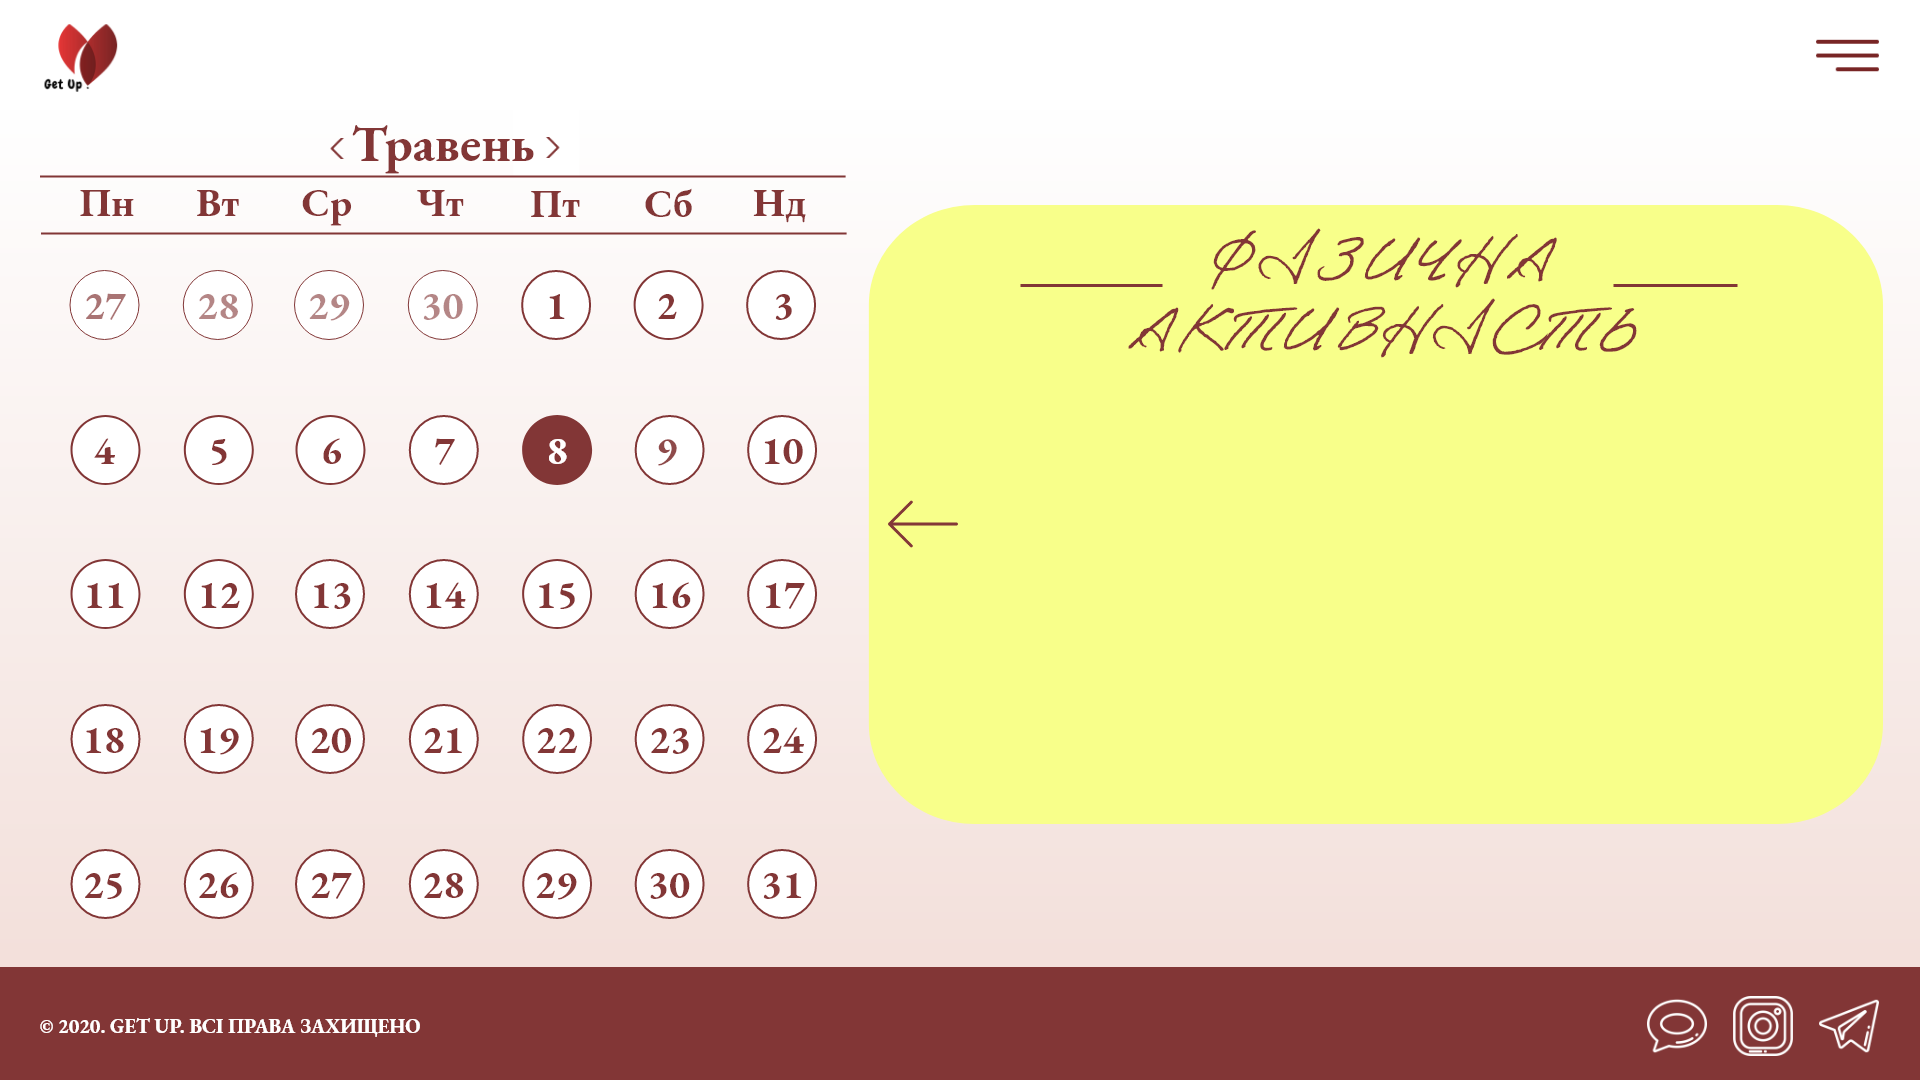 Get Up
< Травень >
Пн Вт Ср Чт Пт Сб Нд
27 28 29 30 1 2 3
4 5 6 7 8 9 10
11 12 13 14 15 16 17
18 19 20 21 22 23 24
25 26 27 28 29 30 31
ФІЗИЧНА
АКТИВНІСТЬ
© 2020. GET UP. ВСІ ПРАВА ЗАХИЩЕНО